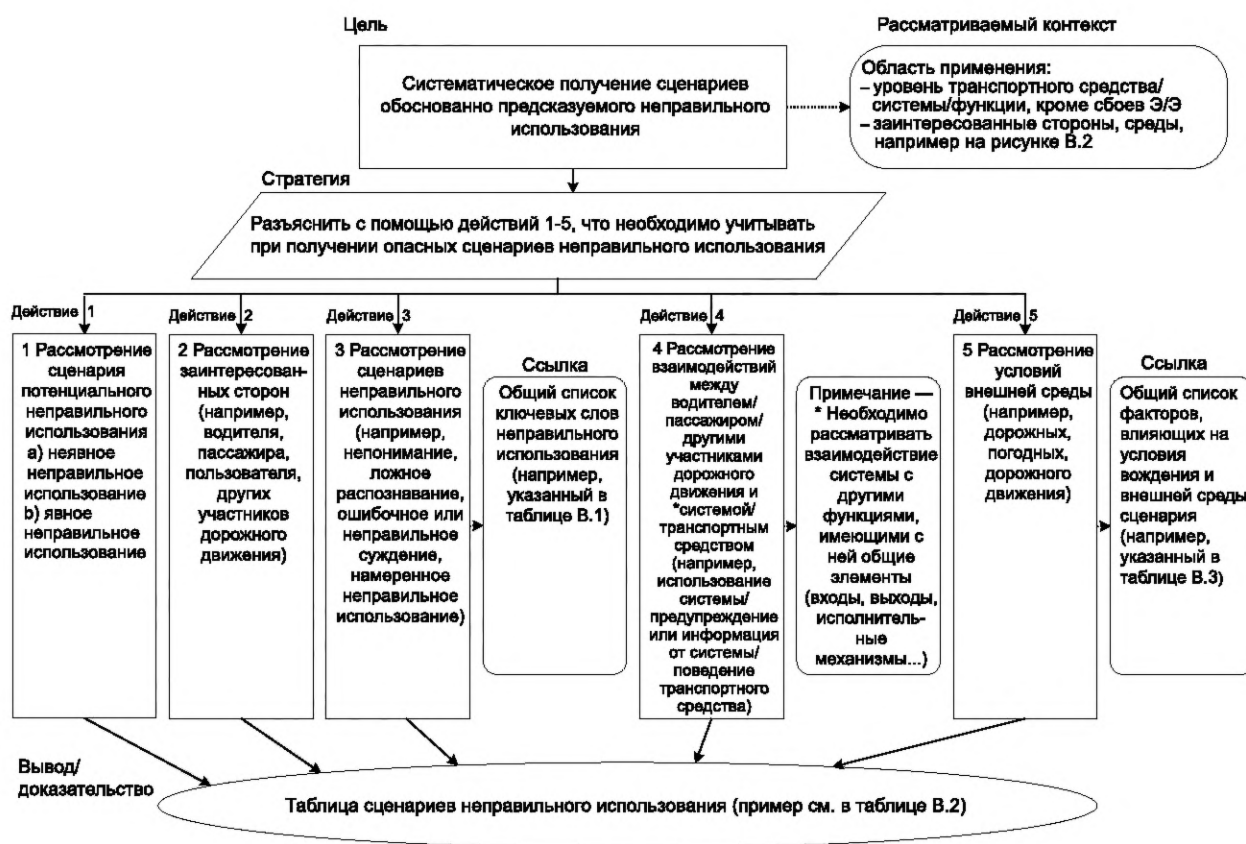 Цель
Рассматриваемый контекст
Систематическое получение сценариев
обоснованно предсказуемого неправильного
использования
Область применения:
– уровень транспортного средства/
системы/функции, кроме сбоев Э/Э
– заинтересованные стороны, среды,
например на рисунке В.2
Стратегия
Разъяснить с помощью действий 1-5, что необходимо учитывать
при получении опасных сценариев неправильного использования
Действие 1
1 Рассмотрение
сценария
потенциального
неправильного
использования
a) неявное
неправильное
использование
b) явное
неправильное
использование
Действие 2
2 Рассмотрение
заинтересован-
ных сторон
(например,
водителя,
пассажира,
пользователя,
других
участников
дорожного
движения)
Действие 3
3 Рассмотрение
сценариев
неправильного
использования
(например,
непонимание,
ложное
распознавание,
ошибочное или
неправильное
суждение,
намеренное
неправильное
использование)
Ссылка
Общий список
ключевых слов
неправильного
использования
(например,
указанный в
таблице В.1)
Действие 4
4 Рассмотрение
взаимодействий
между
водителем/
пассажиром/
другими
участниками
дорожного
движения и
*системой/
транспортным
средством
(например,
использование
системы/
предупреждение
или информация
от системы/
поведение
транспортного
средства)
Примечание —
* Необходимо
рассматривать
взаимодействие
системы с
другими
функциями,
имеющими с
ней общие
элементы
(входы, выходы,
исполнитель-
ные
механизмы...)
Действие 5
5 Рассмотрение
условий
внешней среды
(например,
дорожных,
погодных,
дорожного
движения)
Ссылка
Общий список
факторов,
влияющих на
условия
вождения и
внешней среды
сценария
(например,
указанный в
таблице В.3)
Вывод/
доказательство
Таблица сценариев неправильного использования (пример см. в таблице В.2)